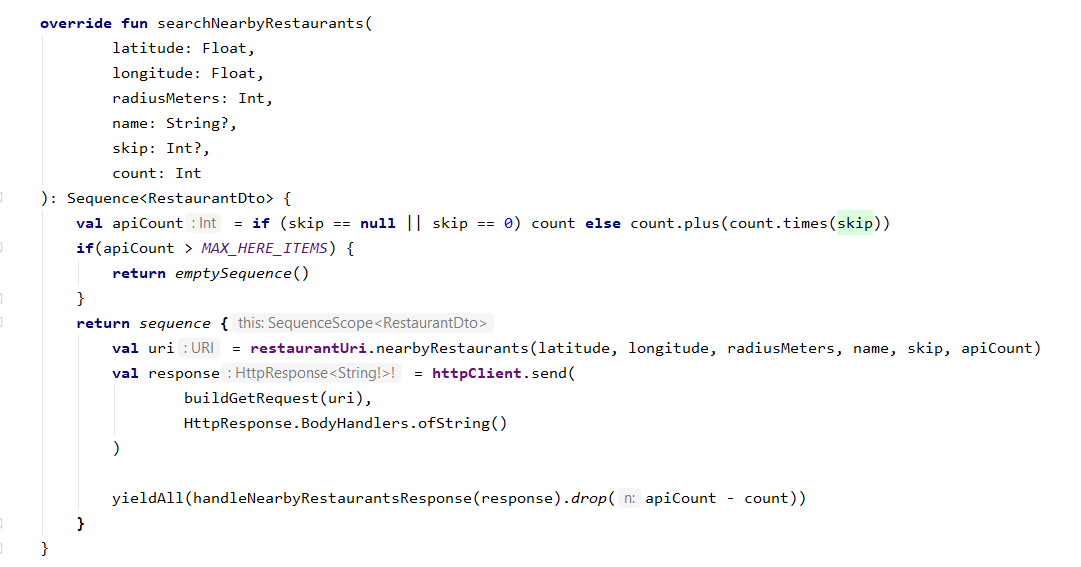 override fun searchNearbyRestaurants(
latitude: Float,
longitude: Float,
radiusMeters: Int,
name: String?,
skip: Int?,
count: Int
): Sequence<RestaurantDto> {
val apiCount : Int = if (skip == null || skip == 0) count else count.plus(count.times(skip))
if(apiCount > MAX_HERE_ITEMS) {
return emptySequence()
}
return sequence { this: SequenceScope<RestaurantDto>
val uri : URI = restaurantUri.nearbyRestaurants(latitude, longitude, radiusMeters, name, skip, apiCount)
val response : HttpResponse<String!>! = httpClient.send(
buildGetRequest(uri),
HttpResponse.BodyHandlers.ofString()
)
yieldAll(handleNearbyRestaurantsResponse(response).drop( n: apiCount - count))
}
}